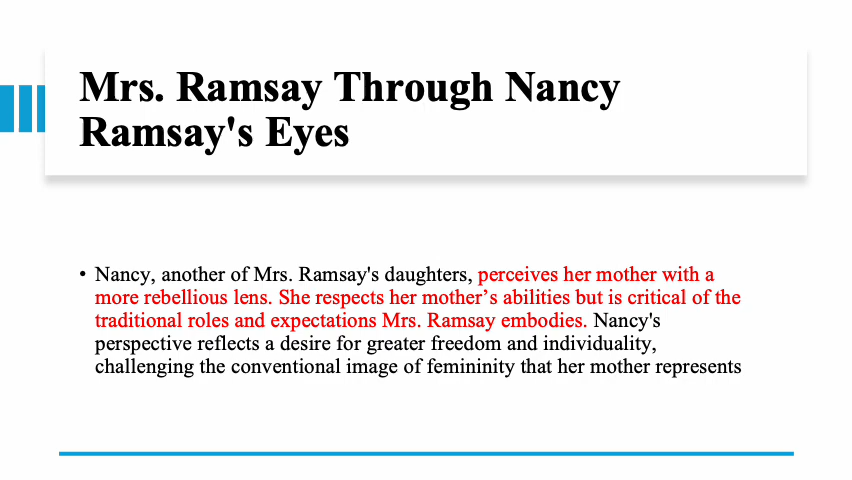 Mrs. Ramsay Through Nancy
Ramsay's Eyes
• Nancy, another of Mrs. Ramsay's daughters, perceives her mother with a
more rebellious lens. She respects her mother’s abilities but is critical of the
traditional roles and expectations Mrs. Ramsay embodies. Nancy's
perspective reflects a desire for greater freedom and individuality,
challenging the conventional image of femininity that her mother represents